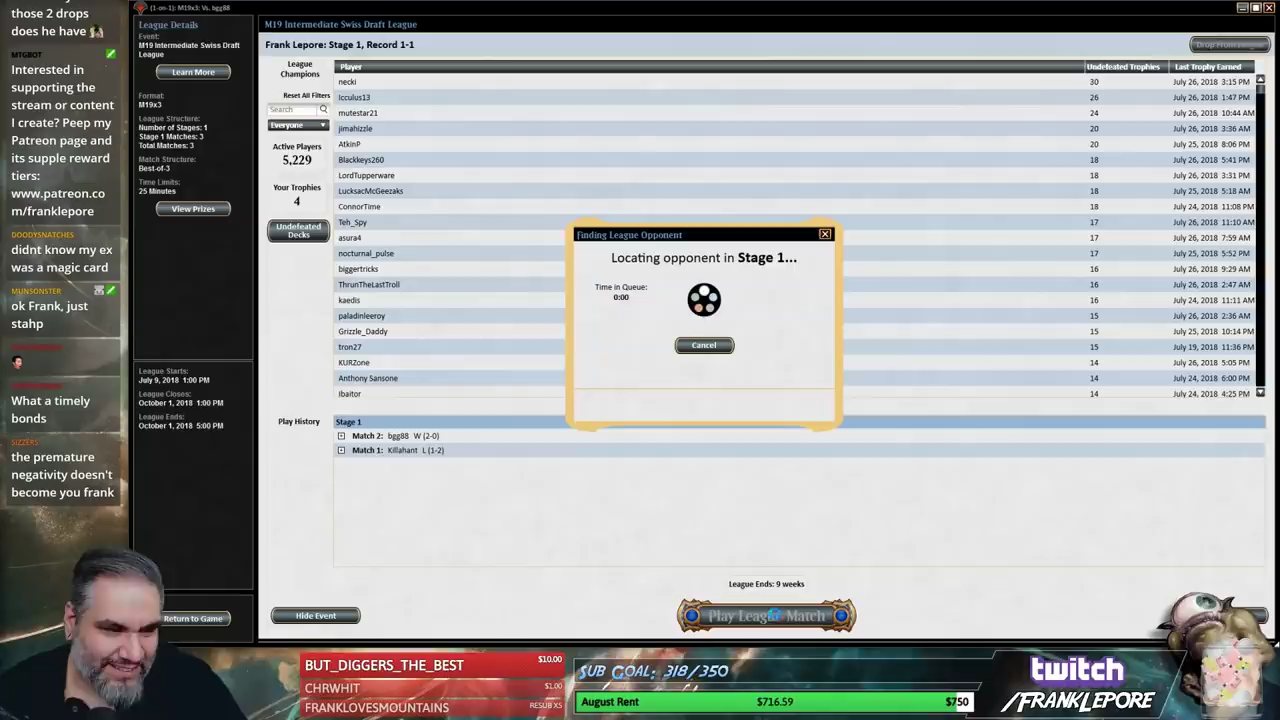 those 2 drops
does he have
MTGBOT
Interested in
supporting the
stream or content
I create? Peep my
Patreon page and
its supple reward
tiers:
www.patreon.co
m/franklepore
DOODYSNATCHES
didnt know my ex
was a magic card
MUNSONSTER
ok Frank, just
stahp
What a timely
bonds
SIZZERS
the premature
negativity doesn't
become you frank
(1-on-1): M19x3: Vs. bgg88
League Details
Event:
M19 Intermediate Swiss Draft
League
Learn More
Format:
M19x3
League Structure:
Number of Stages: 1
Stage 1 Matches: 3
Total Matches: 3
Match Structure:
Best-of-3
Time Limits:
25 Minutes
View Prizes
League Starts:
July 9, 2018 1:00 PM
League Closes:
October 1, 2018 1:00 PM
League Ends:
October 1, 2018 5:00 PM
Return to Game
M19 Intermediate Swiss Draft League
Frank Lepore: Stage 1, Record 1-1
Drop From League
League
Champions
Reset All Filters
Search
Everyone
Active Players
5,229
Your Trophies
4
Undefeated
Decks
Player Undefeated Trophies Last Trophy Earned
necki 30 July 26, 2018 3:15 PM
Icculus13 26 July 26, 2018 1:47 PM
mutestar21 24 July 26, 2018 10:44 AM
jimahizzle 20 July 26, 2018 3:36 AM
AtkinP 20 July 25, 2018 8:06 PM
Blackkeys260 18 July 26, 2018 5:41 PM
LordTupperware 18 July 26, 2018 3:31 PM
LucksacMcGeezaks 18 July 25, 2018 5:18 AM
ConnorTime 18 July 24, 2018 11:08 PM
Teh_Spy 17 July 26, 2018 11:10 AM
asura4 17 July 26, 2018 7:59 AM
nocturnal_pulse 17 July 25, 2018 5:52 PM
biggertricks 16 July 26, 2018 9:29 AM
ThrunTheLastTroll 16 July 26, 2018 2:47 AM
kaedis 16 July 24, 2018 11:11 AM
paladinleeroy 15 July 26, 2018 2:36 AM
Grizzle_Daddy 15 July 25, 2018 10:14 PM
tron27 15 July 19, 2018 11:36 PM
KURZone 14 July 26, 2018 5:05 PM
Anthony Sansone 14 July 24, 2018 6:00 PM
Ibaitor 14 July 24, 2018 4:25 PM
Finding League Opponent
Locating opponent in Stage 1...
Time in Queue:
0:00
Cancel
Play History
Stage 1
Match 2: bgg88 W (2-0)
Match 1: Killahant L (1-2)
League Ends: 9 weeks
Hide Event
Play League Match
BUT_DIGGERS_THE_BEST $10.00
CHRWHIT $1.00
FRANKLOVESMOUNTAINS RESUB X5
SUB GOAL: 318/350
August Rent $716.59 $750
twitch
/FRANKLEPORE